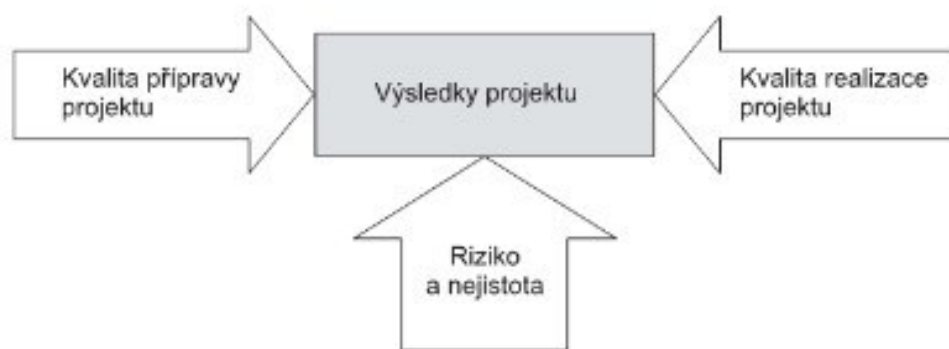 Kvalita přípravy
projektu
Výsledky projektu
Kvalita realizace
projektu
Riziko
a nejistota